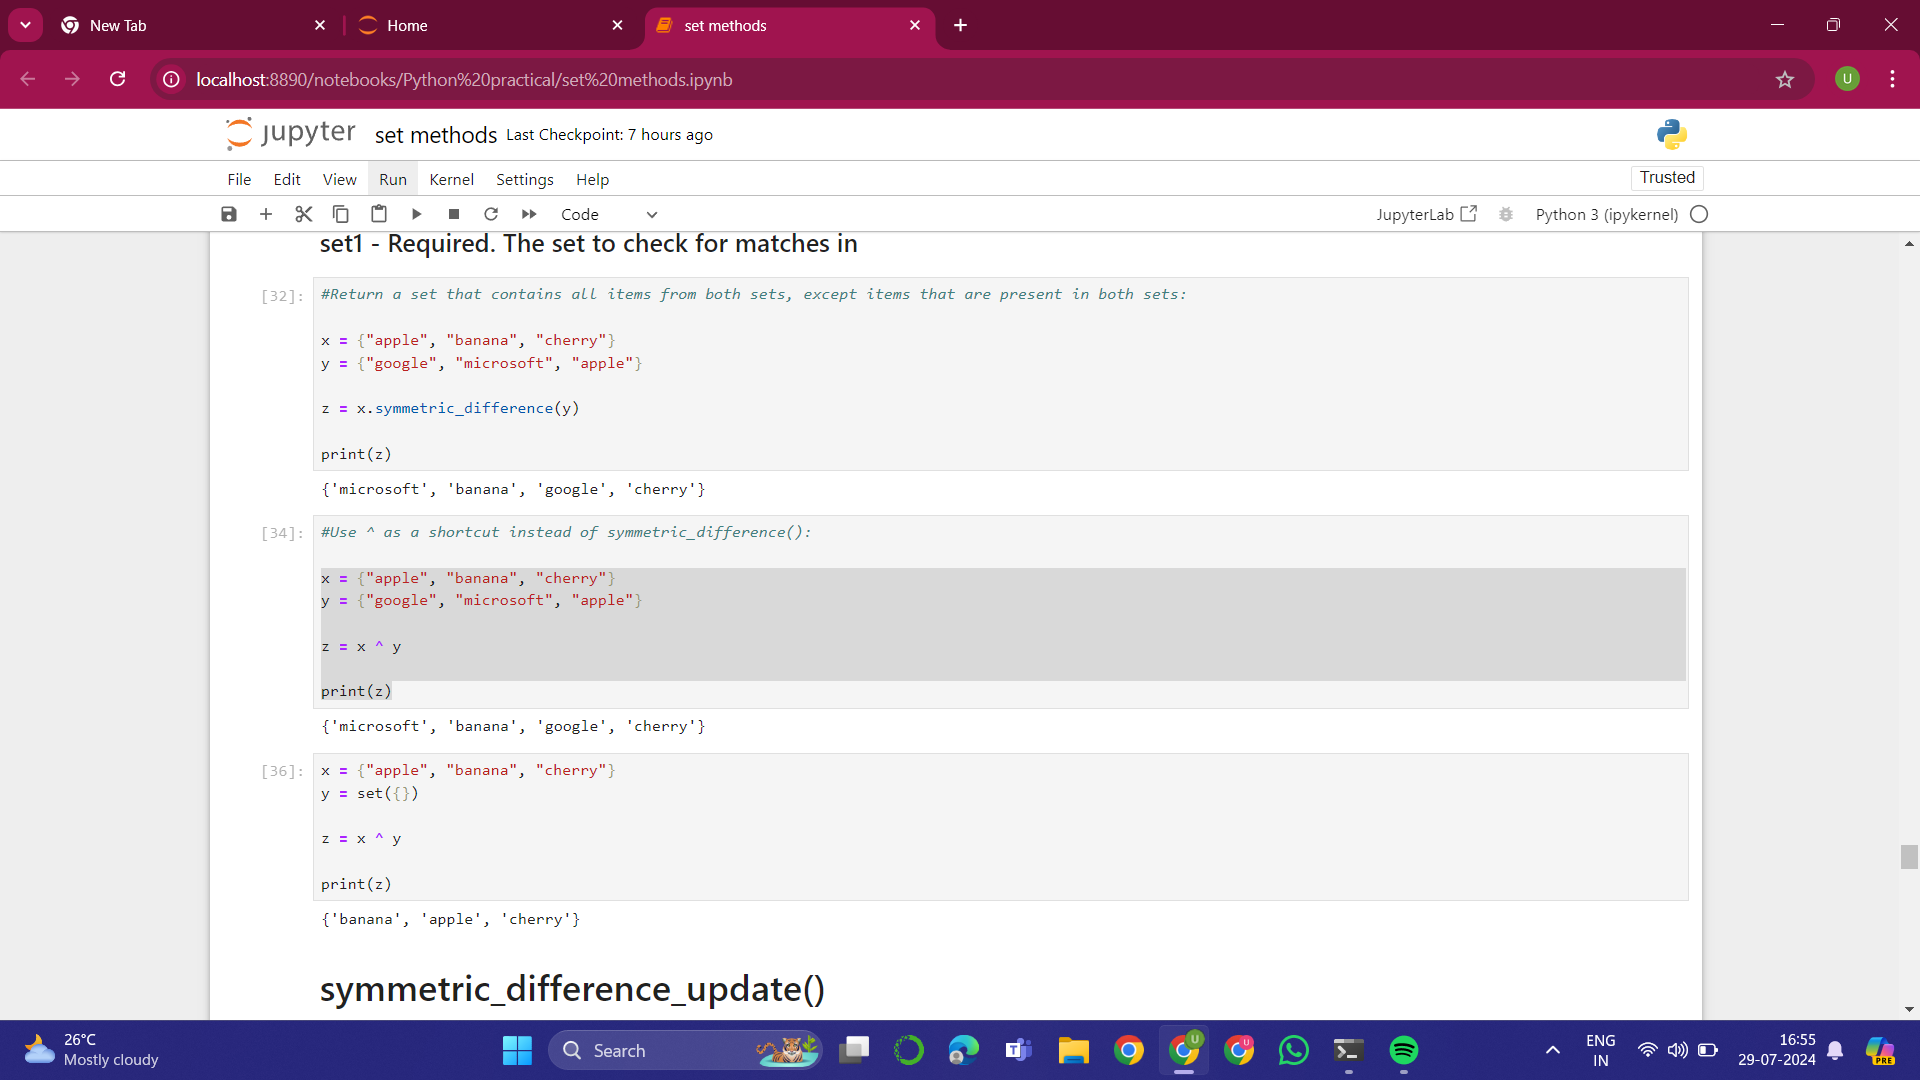 New Tab
Home
set methods
localhost:8890/notebooks/Python%20practical/set%20methods.ipynb
U
jupyter set methods Last Checkpoint: 7 hours ago
File Edit View Run Kernel Settings Help
Trusted
Code
JupyterLab
Python 3 (ipykernel)
set1 - Required. The set to check for matches in
[32]:
#Return a set that contains all items from both sets, except items that are present in both sets:
x = {"apple", "banana", "cherry"}
y = {"google", "microsoft", "apple"}
z = x.symmetric_difference(y)
print(z)
{'microsoft', 'banana', 'google', 'cherry'}
[34]:
#Use ^ as a shortcut instead of symmetric_difference():
x = {"apple", "banana", "cherry"}
y = {"google", "microsoft", "apple"}
z = x ^ y
print(z)
{'microsoft', 'banana', 'google', 'cherry'}
[36]:
x = {"apple", "banana", "cherry"}
y = set({})
z = x ^ y
print(z)
{'banana', 'apple', 'cherry'}
symmetric_difference_update()
26°C
Mostly cloudy
Search
U
U
ENG
IN
16:55
29-07-2024
PRE